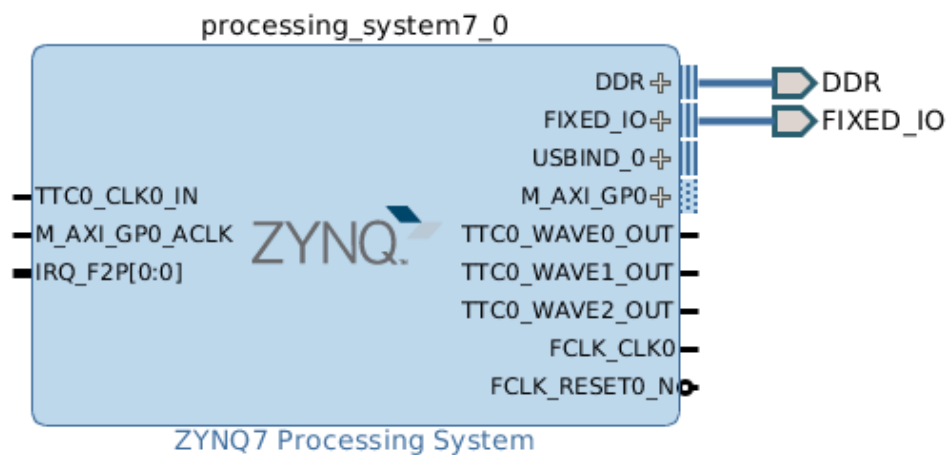 processing_system7_0
DDR
FIXED_IO
USBIND_0
M_AXI_GP0
TTC0_WAVE0_OUT
TTC0_WAVE1_OUT
TTC0_WAVE2_OUT
FCLK_CLK0
FCLK_RESET0_N
TTC0_CLK0_IN
M_AXI_GP0_ACLK
IRQ_F2P[0:0]
ZYNQ
DDR
FIXED_IO
ZYNQ7 Processing System